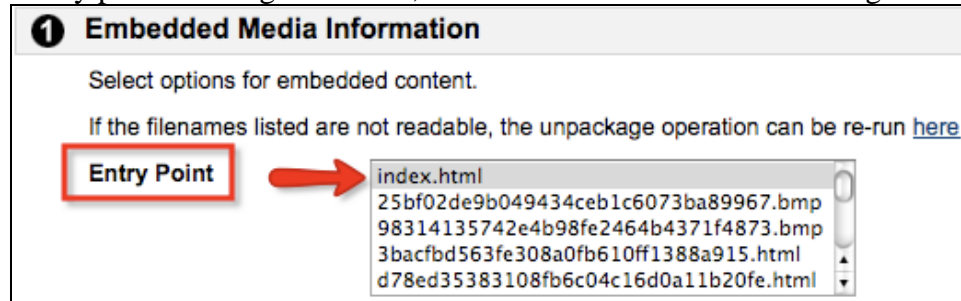 1 Embedded Media Information
Select options for embedded content.
If the filenames listed are not readable, the unpackage operation can be re-run here
Entry Point
index.html
25bf02de9b049434ceb1c6073ba89967.bmp
98314135742e4b98fe2464b4371f4873.bmp
3bacfbd563fe308a0fb610ff1388a915.html
d78ed35383108fb6c04c16d0a11b20fe.html